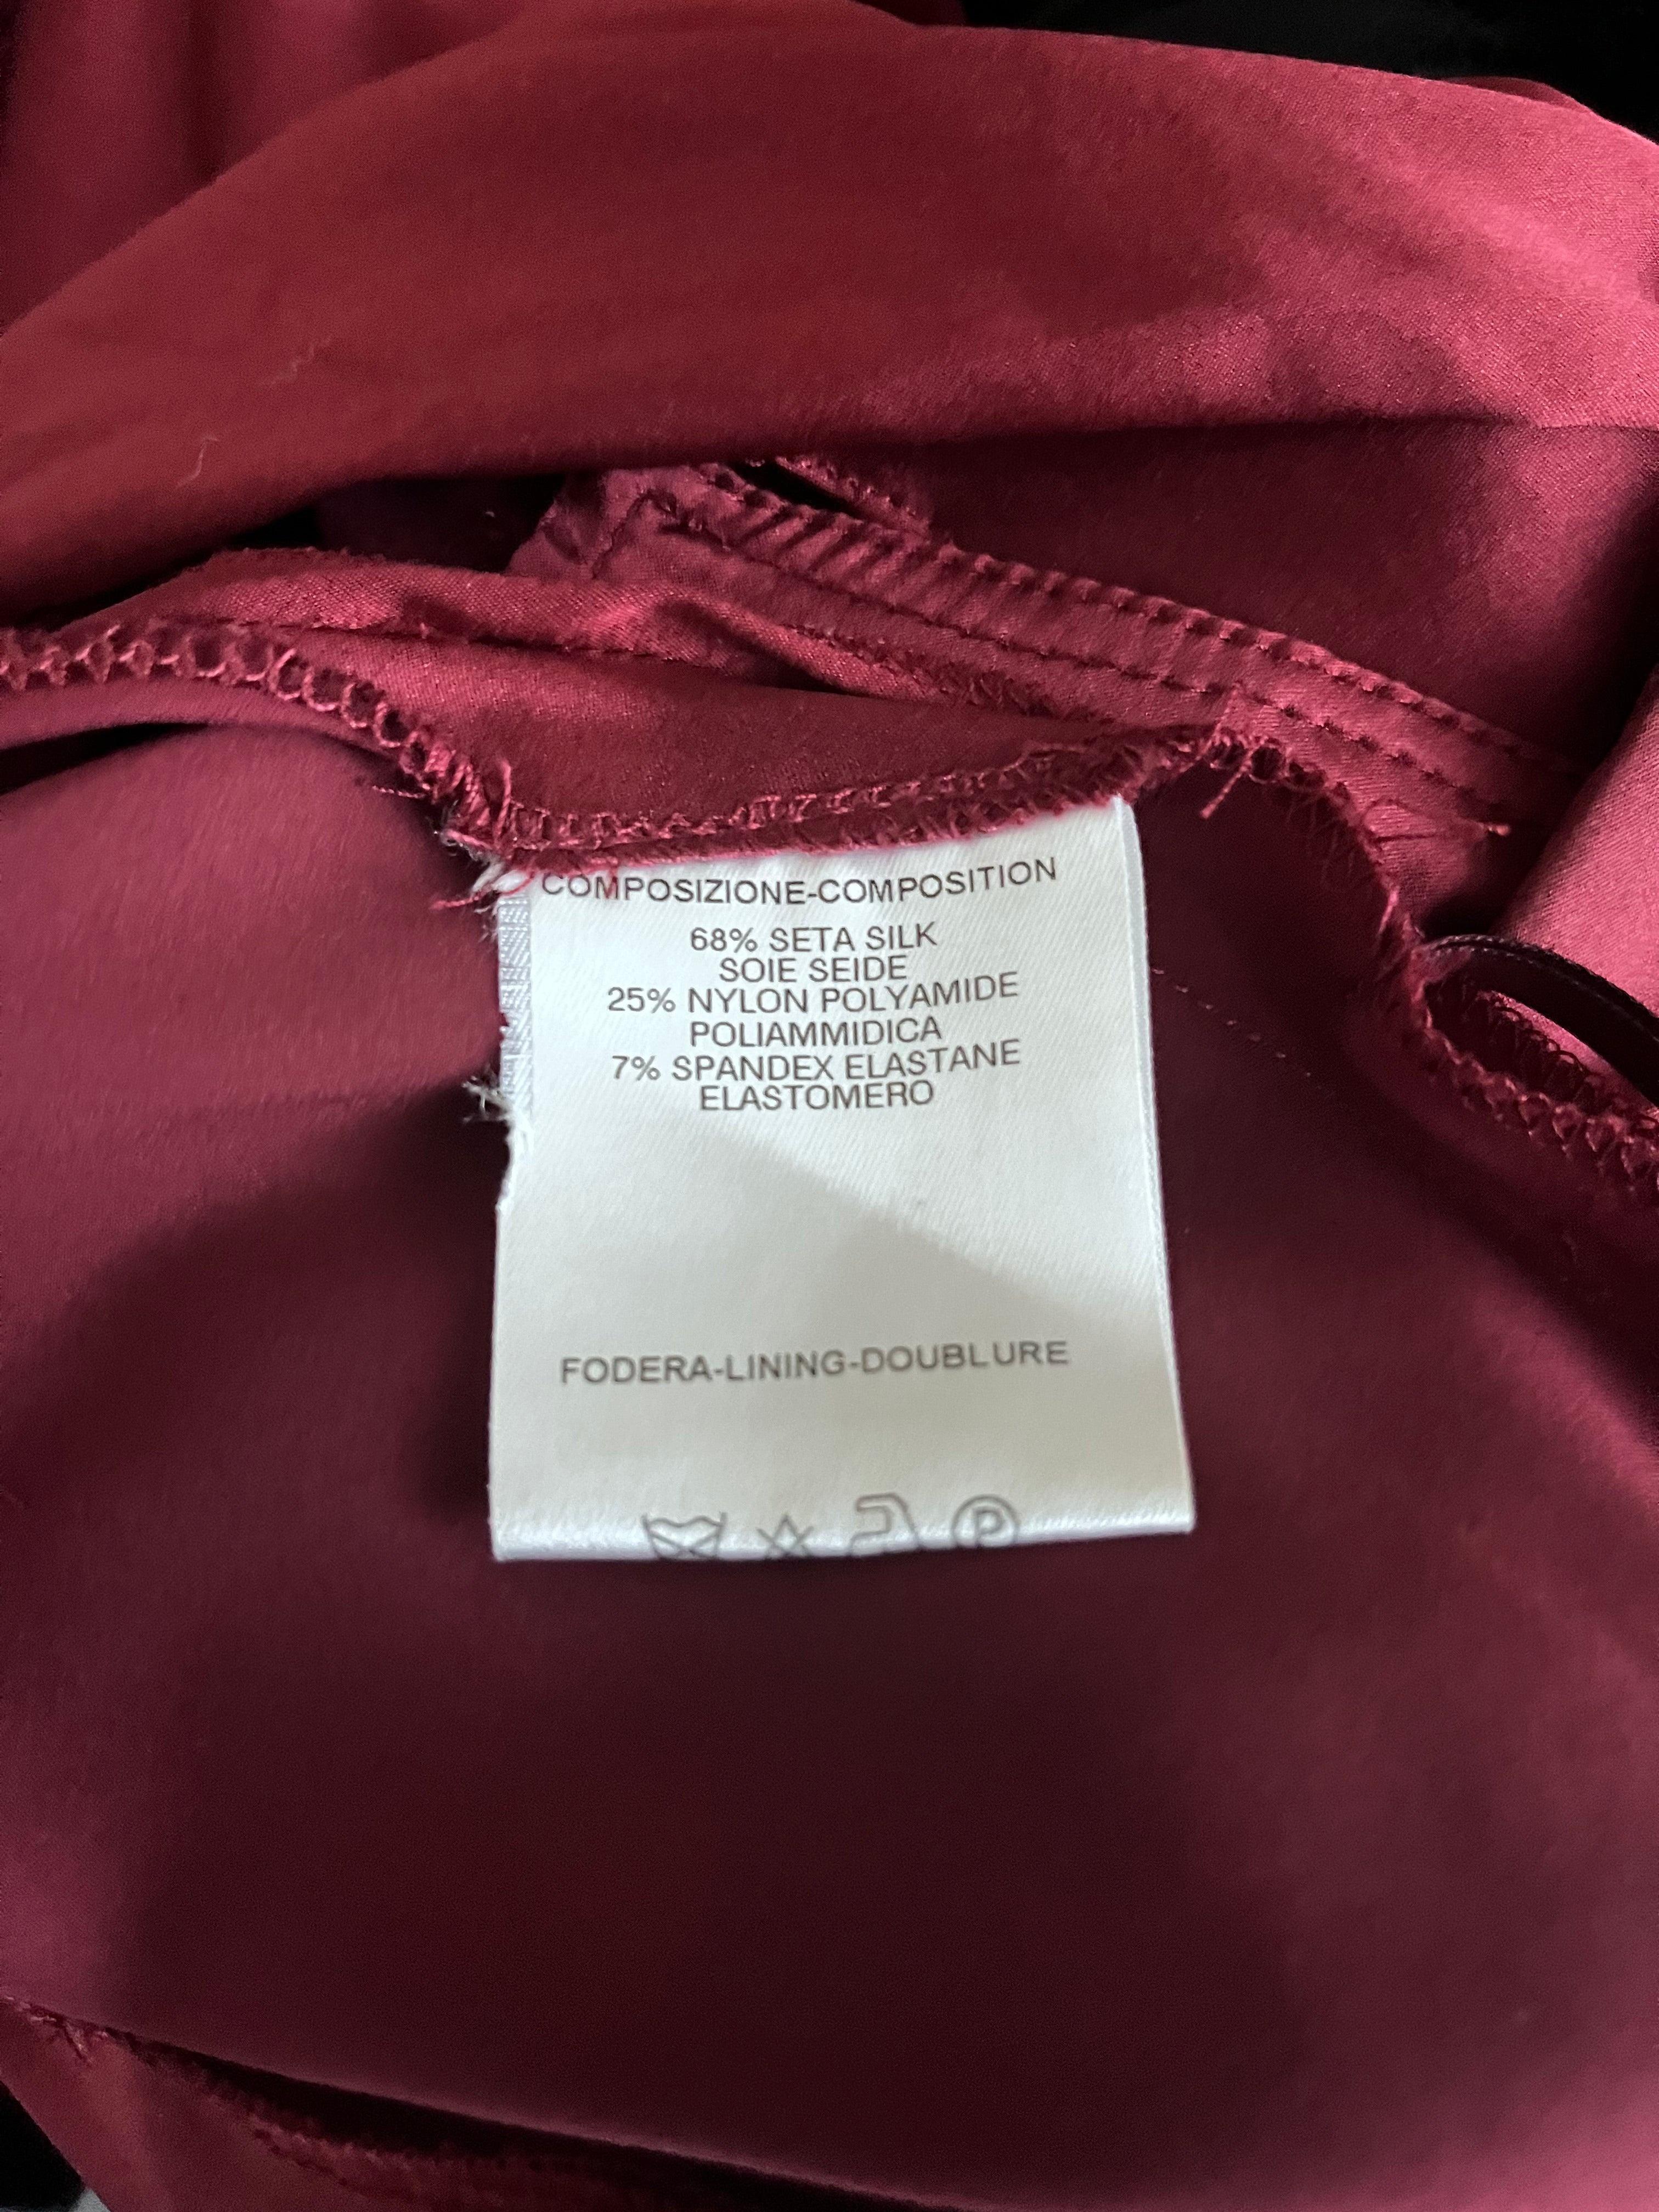 COMPOSIZIONE-COMPOSITION
68% SETA SILK
SOIE SEIDE
25% NYLON POLYAMIDE
POLIAMMIDICA
7% SPANDEX ELASTANE
ELASTOMERO
FODERA-LINING-DOUBLURE
P